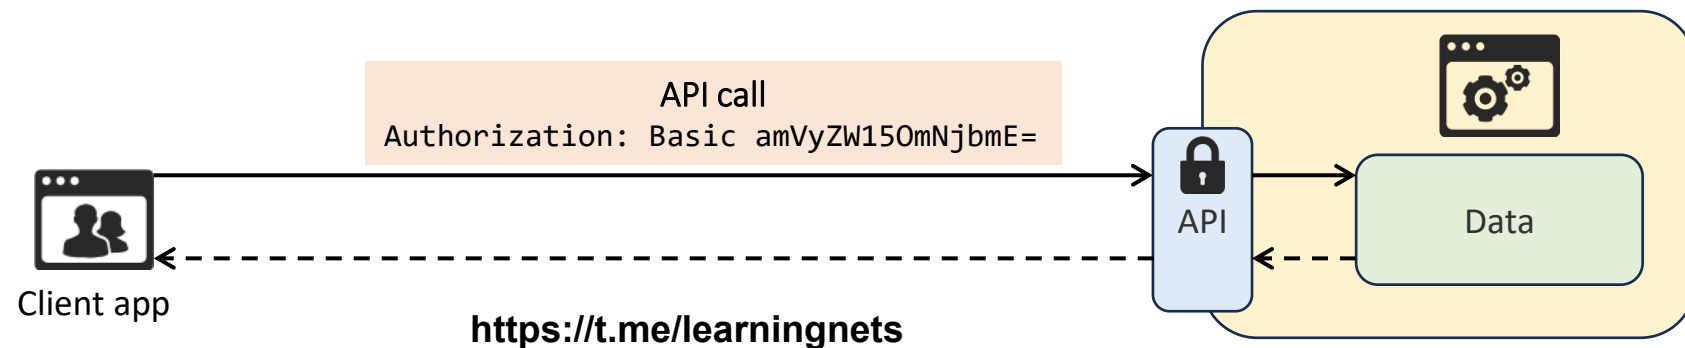 API call
Authorization: Basic amVyZW15OmNjbmE=
API
Data
Client app
https://t.me/learningnets